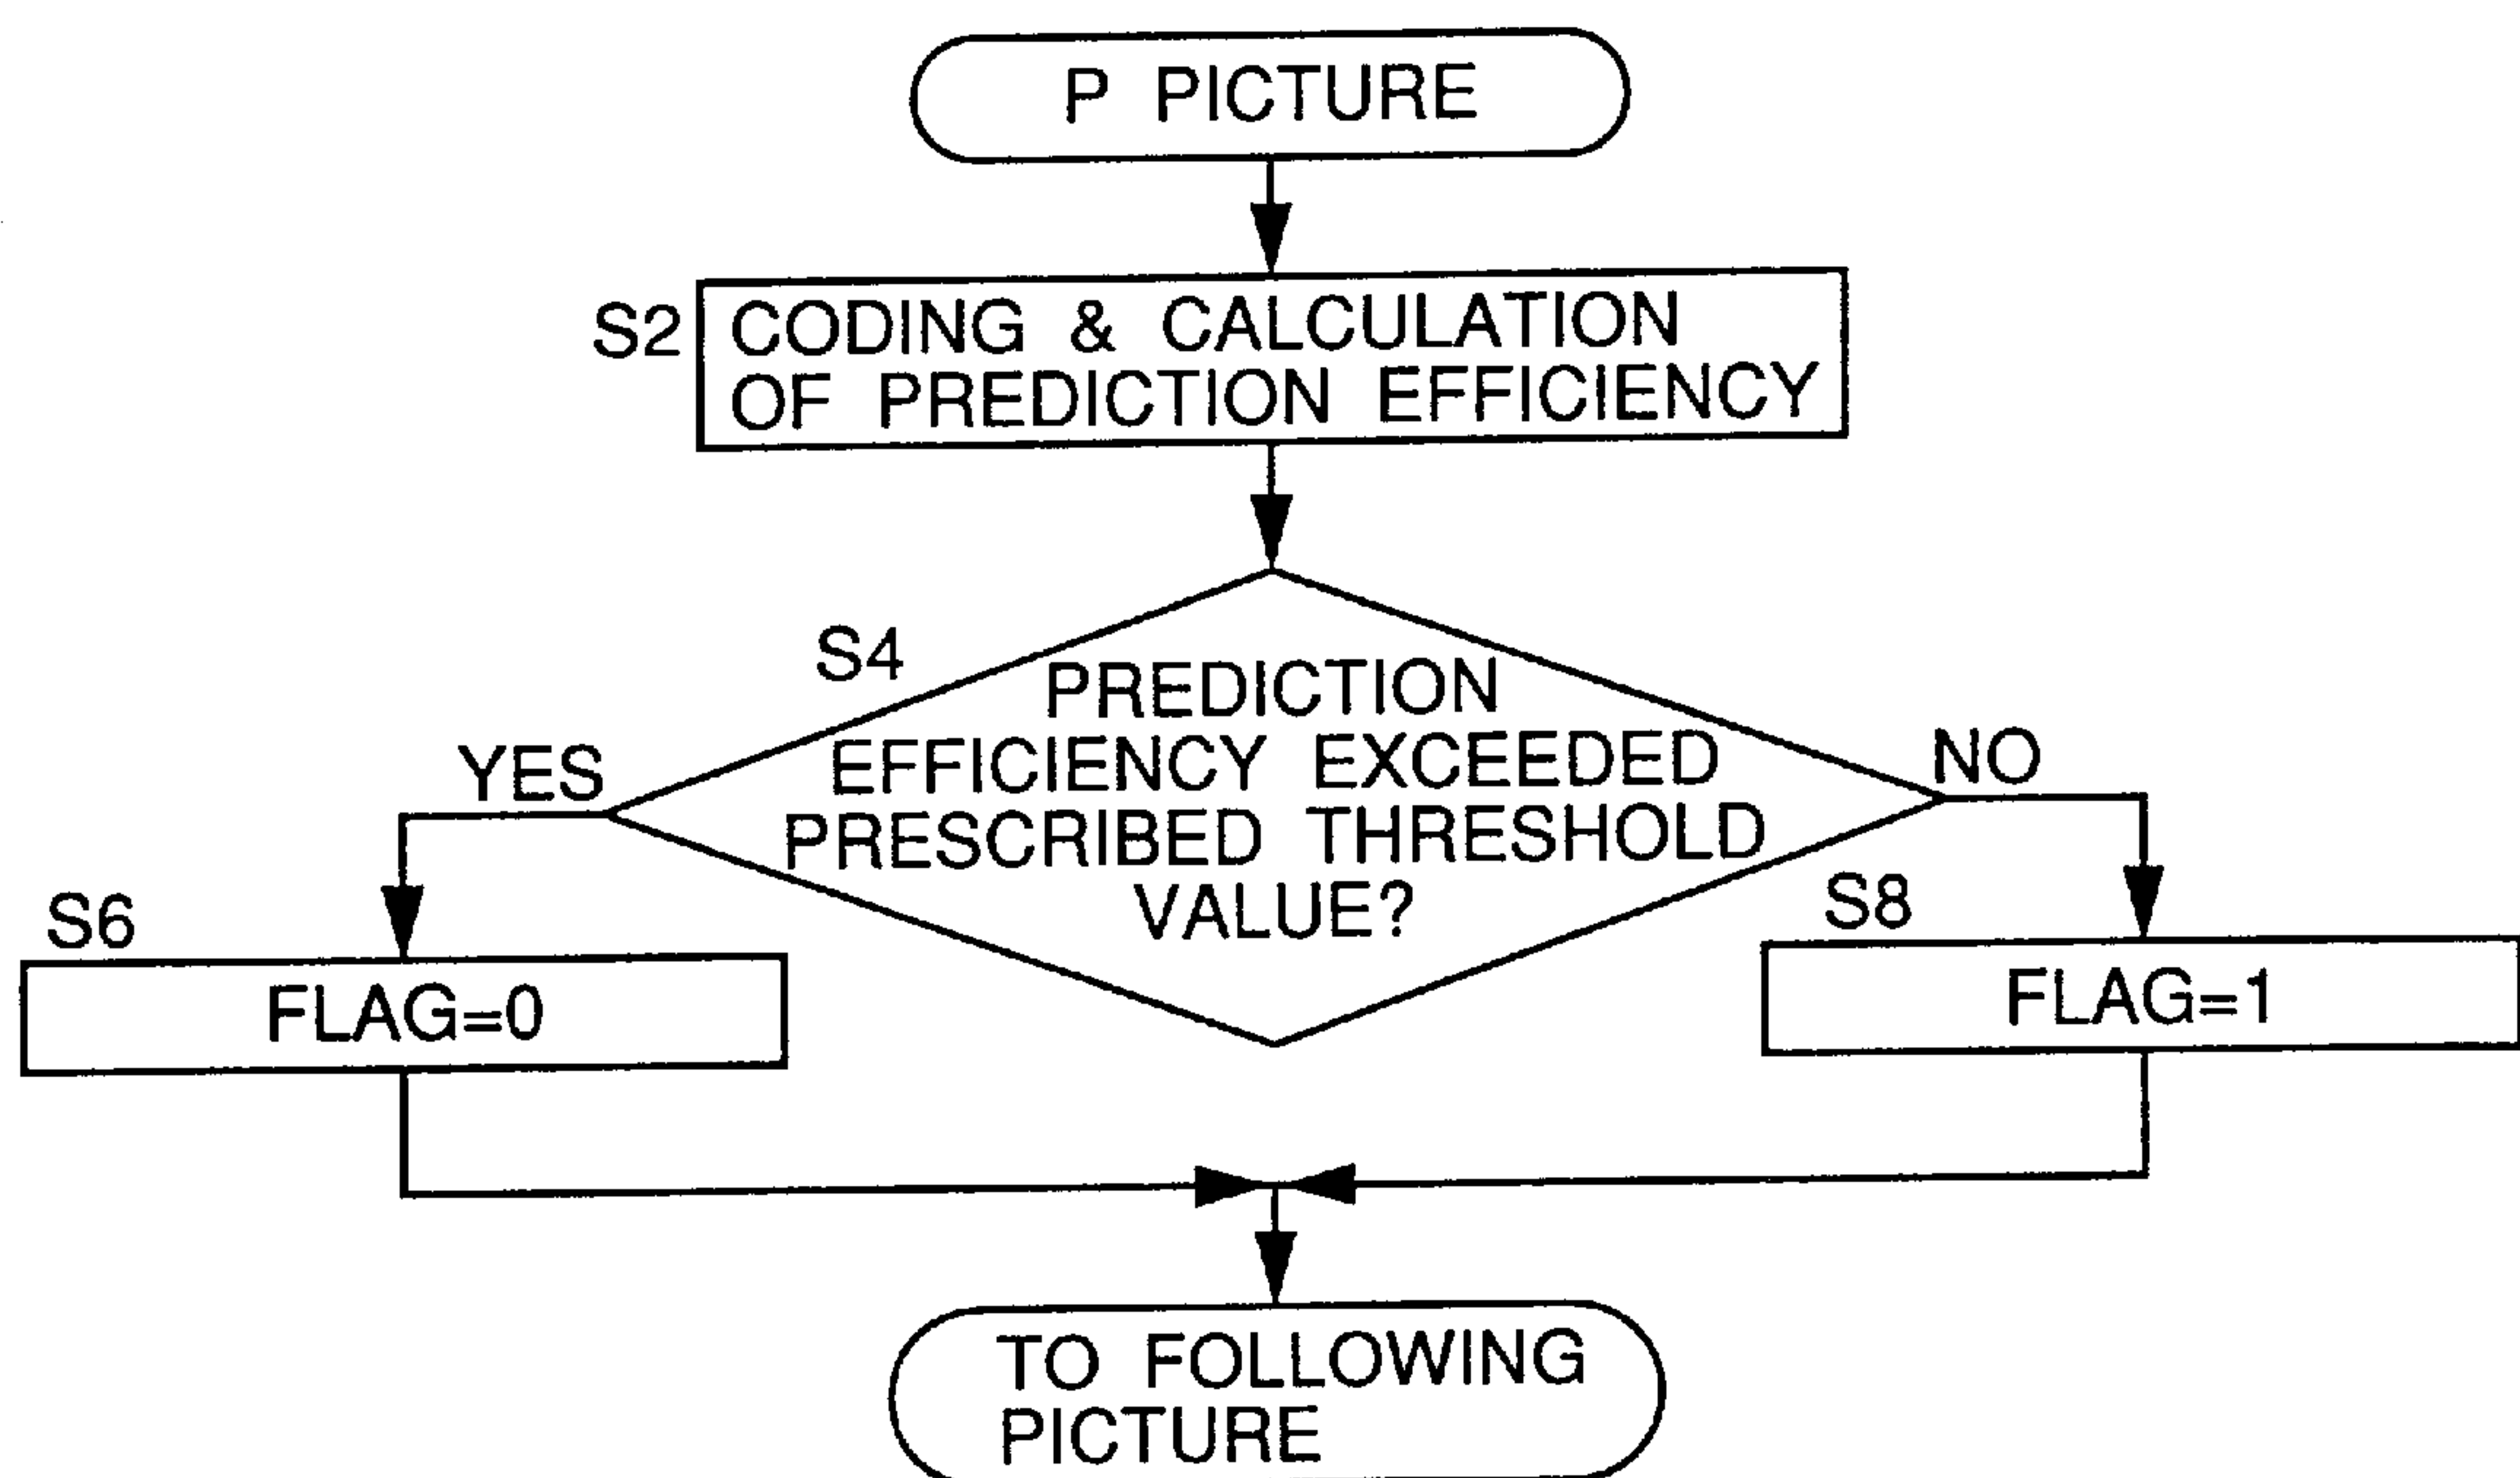 P PICTURE
S2
CODING & CALCULATION
OF PREDICTION EFFICIENCY
S4
PREDICTION
EFFICIENCY EXCEEDED
PRESCRIBED THRESHOLD
VALUE?
YES
NO
S6
FLAG=0
S8
FLAG=1
TO FOLLOWING
PICTURE